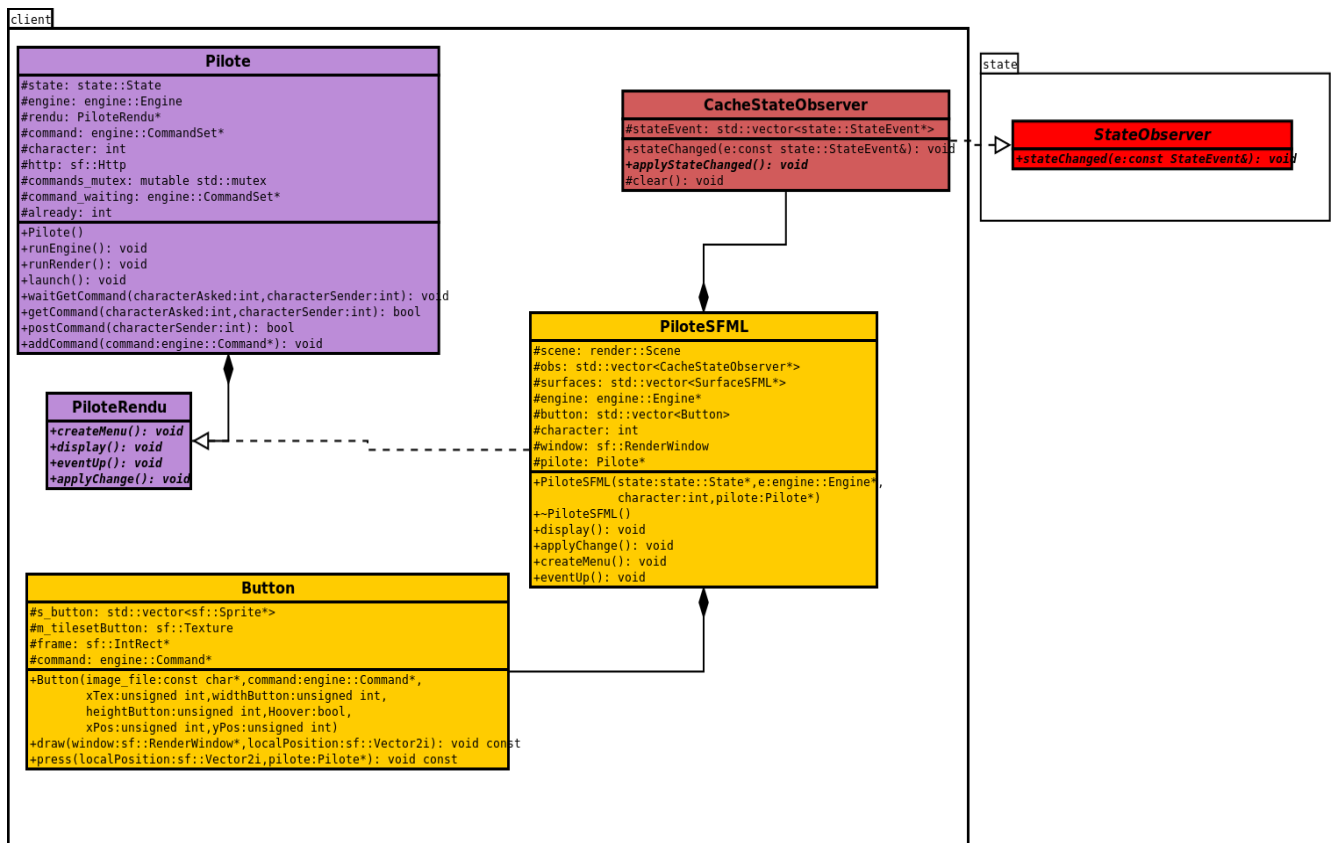 client
Pilote
#state: state::State
#engine: engine::Engine
#rendu: PiloteRendu*
#command: engine::CommandSet*
#character: int
#http: sf::Http
#commands_mutex: mutable std::mutex
#command_waiting: engine::CommandSet*
#already: int
+Pilote()
+runEngine(): void
+runRender(): void
+launch(): void
+waitGetCommand(characterAsked:int,characterSender:int): void
+getCommand(characterAsked:int,characterSender:int): bool
+postCommand(characterSender:int): bool
+addCommand(command:engine::Command*): void
PiloteRendu
+createMenu(): void
+display(): void
+eventUp(): void
+applyChange(): void
CacheStateObserver
#stateEvent: std::vector<state::StateEvent*>
+stateChanged(e:const state::StateEvent&): void
+applyStateChanged(): void
#clear(): void
state
StateObserver
+stateChanged(e:const StateEvent&): void
PiloteSFML
#scene: render::Scene
#obs: std::vector<CacheStateObserver*>
#surfaces: std::vector<SurfaceSFML*>
#engine: engine::Engine*
#button: std::vector<Button>
#character: int
#window: sf::RenderWindow
#pilote: Pilote*
+PiloteSFML(state:state::State*,e:engine::Engine*,
character:int,pilote:Pilote*)
+~PiloteSFML()
+display(): void
+applyChange(): void
+createMenu(): void
+eventUp(): void
Button
#s_button: std::vector<sf::Sprite*>
#m_tilesetButton: sf::Texture
#frame: sf::IntRect*
#command: engine::Command*
+Button(image_file:const char*,command:engine::Command*,
xTex:unsigned int,widthButton:unsigned int,
heightButton:unsigned int,Hoover:bool,
xPos:unsigned int,yPos:unsigned int)
+draw(window:sf::RenderWindow*,localPosition:sf::Vector2i): void const
+press(localPosition:sf::Vector2i,pilote:Pilote*): void const